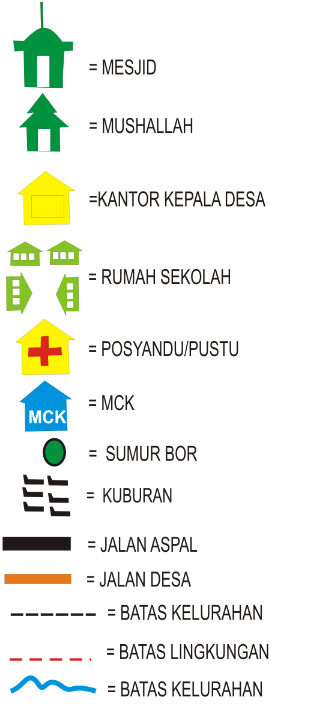 = MESJID
= MUSHALLAH
=KANTOR KEPALA DESA
= RUMAH SEKOLAH
= POSYANDU/PUSTU
MCK = MCK
= SUMUR BOR
= KUBURAN
= JALAN ASPAL
= JALAN DESA
= BATAS KELURAHAN
= BATAS LINGKUNGAN
= BATAS KELURAHAN